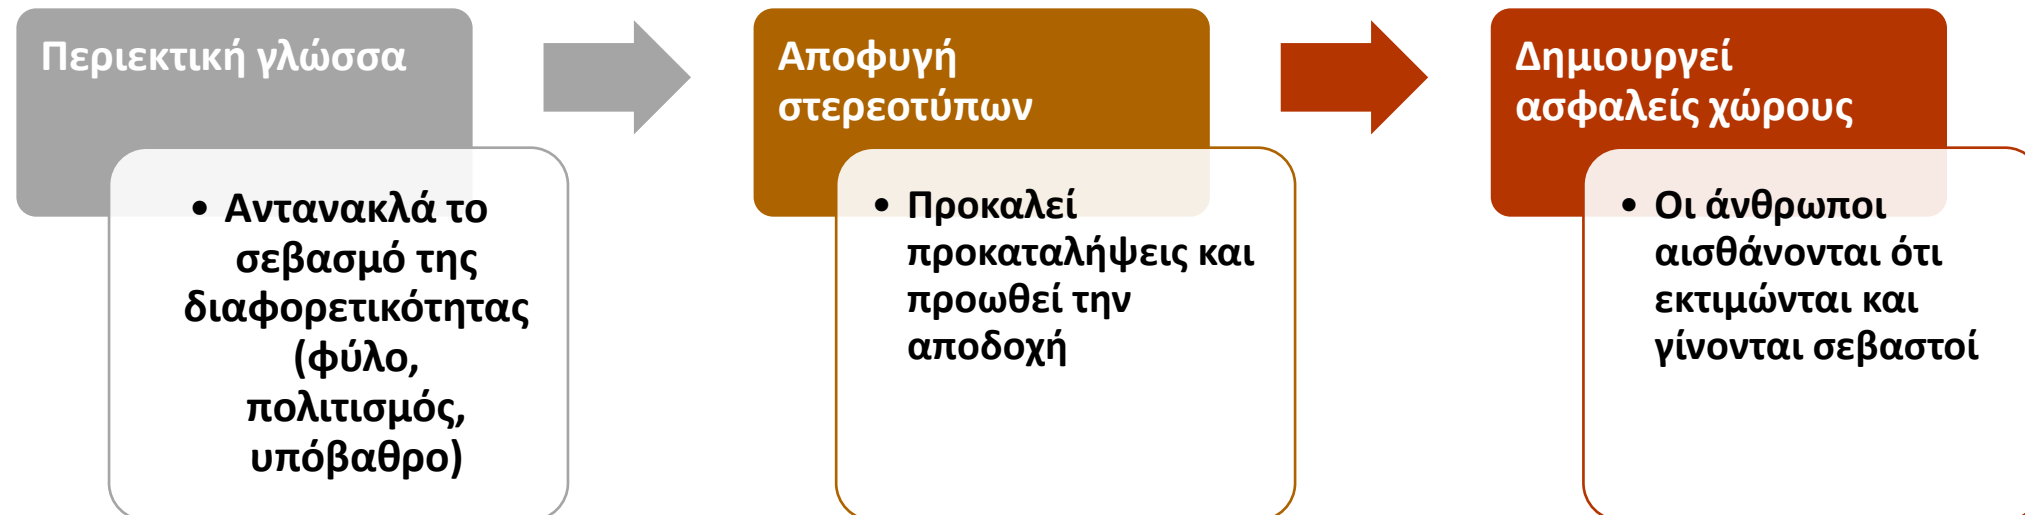 Περιεκτική γλώσσα
• Αντανακλά το
σεβασμό της
διαφορετικότητας
(φύλο,
πολιτισμός,
υπόβαθρο)
Αποφυγή
στερεοτύπων
• Προκαλεί
προκαταλήψεις και
προωθεί την
αποδοχή
Δημιουργεί
ασφαλείς χώρους
• Οι άνθρωποι
αισθάνονται ότι
εκτιμώνται και
γίνονται σεβαστοί